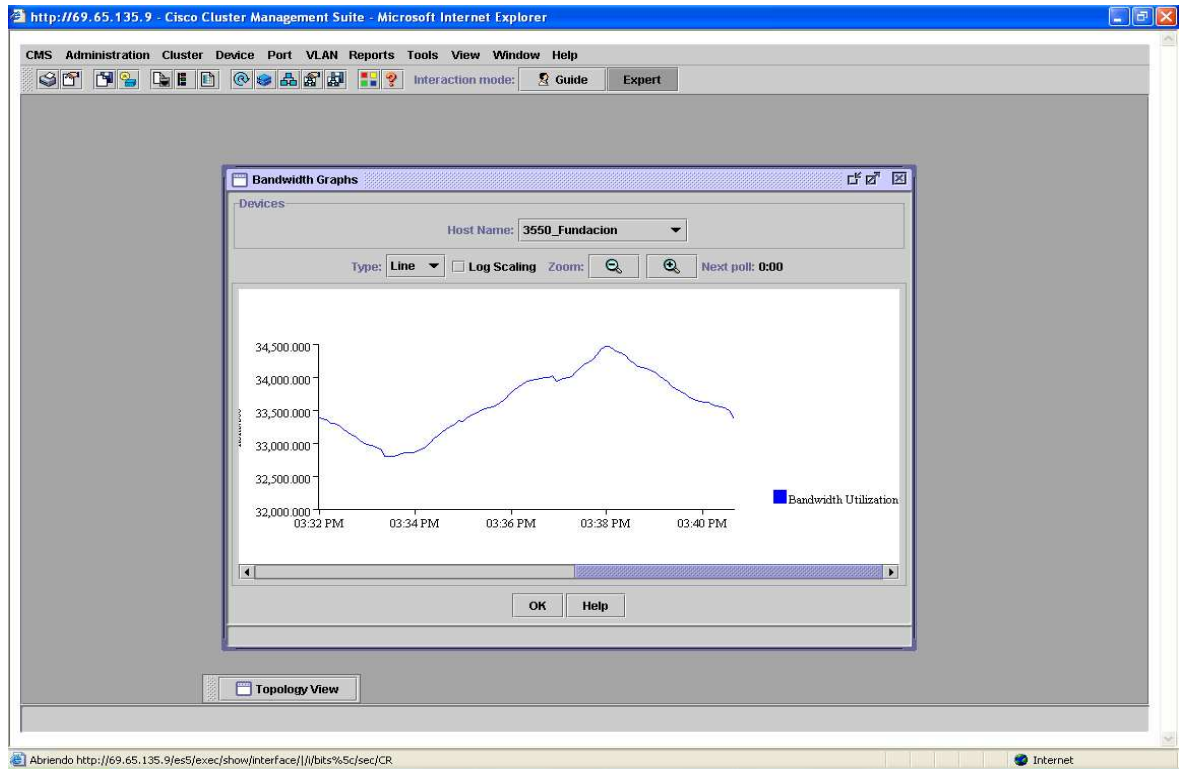 http://69.65.135.9 - Cisco Cluster Management Suite - Microsoft Internet Explorer
CMS Administration Cluster Device Port VLAN Reports Tools View Window Help
Interaction mode: Guide Expert
Bandwidth Graphs
Devices
Host Name: 3550_Fundacion
Type: Line Log Scaling Zoom: Next poll: 0:00
34,500.000
34,000.000
33,500.000
33,000.000
32,500.000
32,000.000
03:32 PM 03:34 PM 03:36 PM 03:38 PM 03:40 PM
Bandwidth Utilization
OK Help
Topology View
Abriendo http://69.65.135.9/es5/exec/show/interface/|/i/bits%5c/sec/CR
Internet